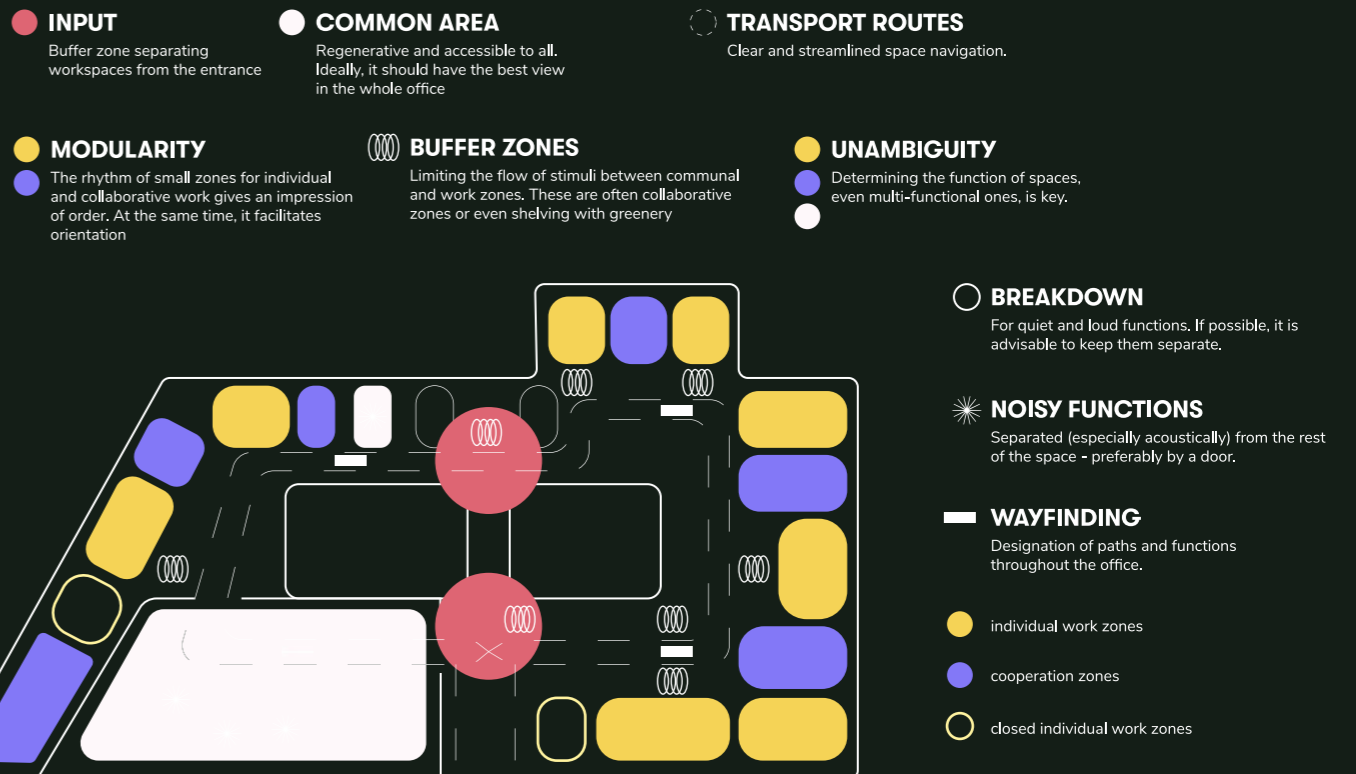 INPUT
Buffer zone separating
workspaces from the entrance
COMMON AREA
Regenerative and accessible to all.
Ideally, it should have the best view
in the whole office
TRANSPORT ROUTES
Clear and streamlined space navigation.
MODULARITY
The rhythm of small zones for individual
and collaborative work gives an impression
of order. At the same time, it facilitates
orientation
BUFFER ZONES
Limiting the flow of stimuli between communal
and work zones. These are often collaborative
zones or even shelving with greenery
UNAMBIGUITY
Determining the function of spaces,
even multi-functional ones, is key.
BREAKDOWN
For quiet and loud functions. If possible, it is
advisable to keep them separate.
NOISY FUNCTIONS
Separated (especially acoustically) from the rest
of the space - preferably by a door.
WAYFINDING
Designation of paths and functions
throughout the office.
individual work zones
cooperation zones
closed individual work zones